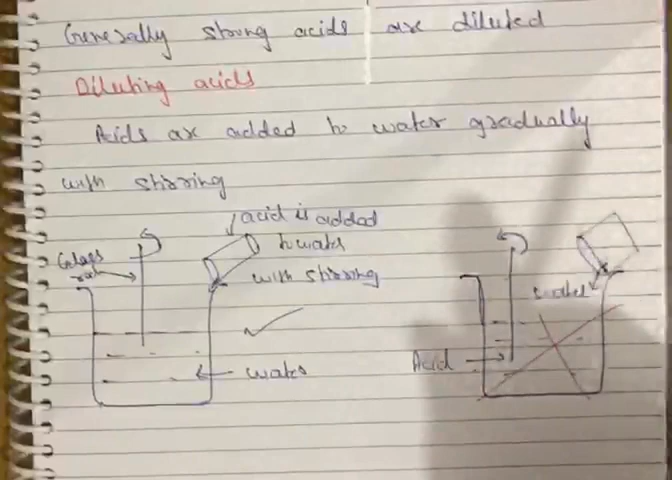 Generally strong acids are diluted
Diluting acids
Acids are added to water gradually
with stirring
acid is added
to water
with stirring
Glass
rod
water
water
Acid